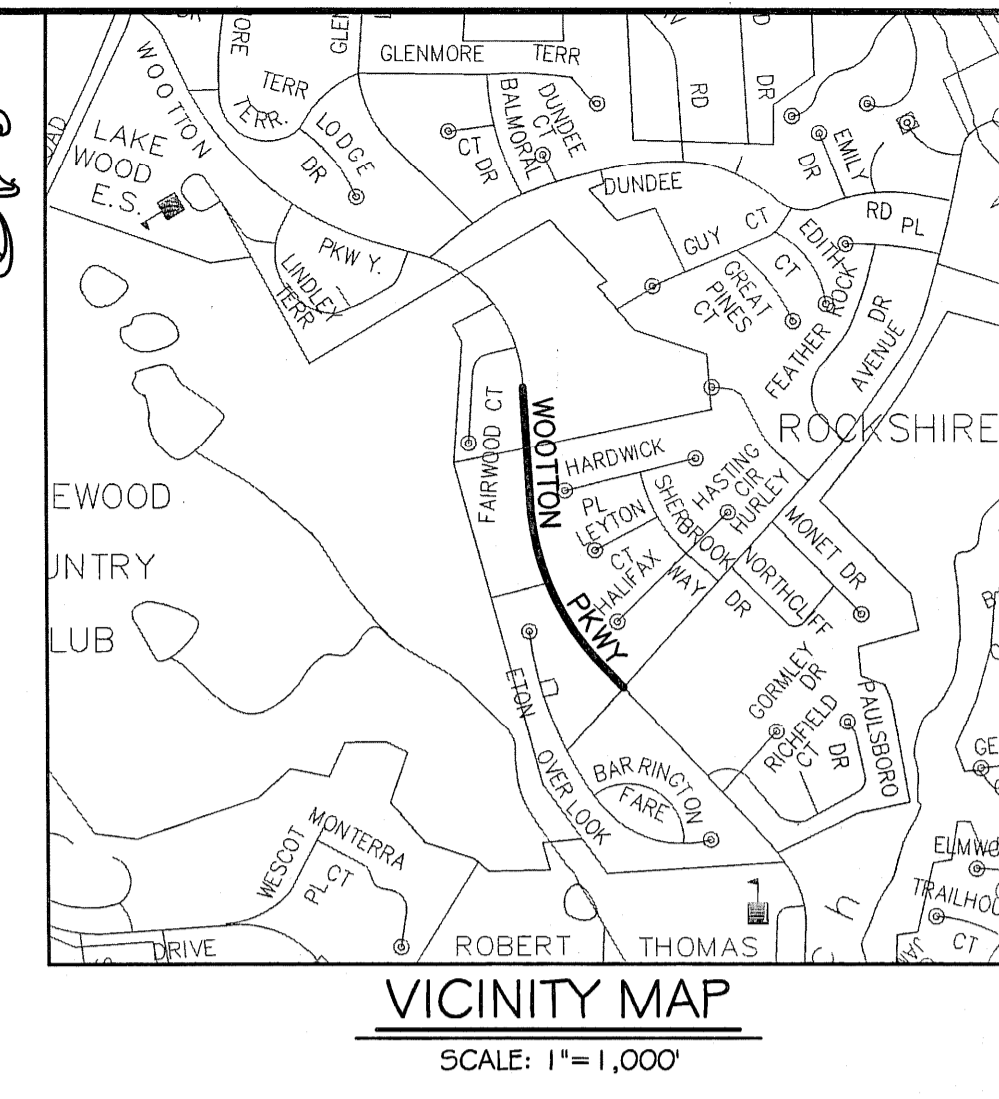 GLENMORE TERR
TERR
TERR.
LODGE
DR
WOOTTON
LAKE
WOOD
E.S.
PKWY.
LINDLEY
TERR
CT
DR
BALMORAL
DUNDEE
CT
RD
DR
EMILY
DR
DUNDEE
RD
PL
GUY CT
EDITH
CT
GREAT
PINES
CT
FEATHER ROCK
DR
AVENUE
ROCKSHIRE
FAIRWOOD CT
WOOTTON
PKWY
HARDWICK
PL
LEYTON
CT
HALIFAX
SHERBROOK
WAY
DR
HASTING
CIR
HURLEY
MONET DR
NORTHCLIFF
EWOOD
UNTRY
LUB
ETON
OVERLOOK
BARRINGTON
FARE
GORMLEY
DR
RICHFIELD
CT
DR
PAULSBORO
MONTERRA
CT
WESCOT
PL
DRIVE
ROBERT
THOMAS
TRAILHOU
CT
VICINITY MAP
SCALE: 1"=1,000'